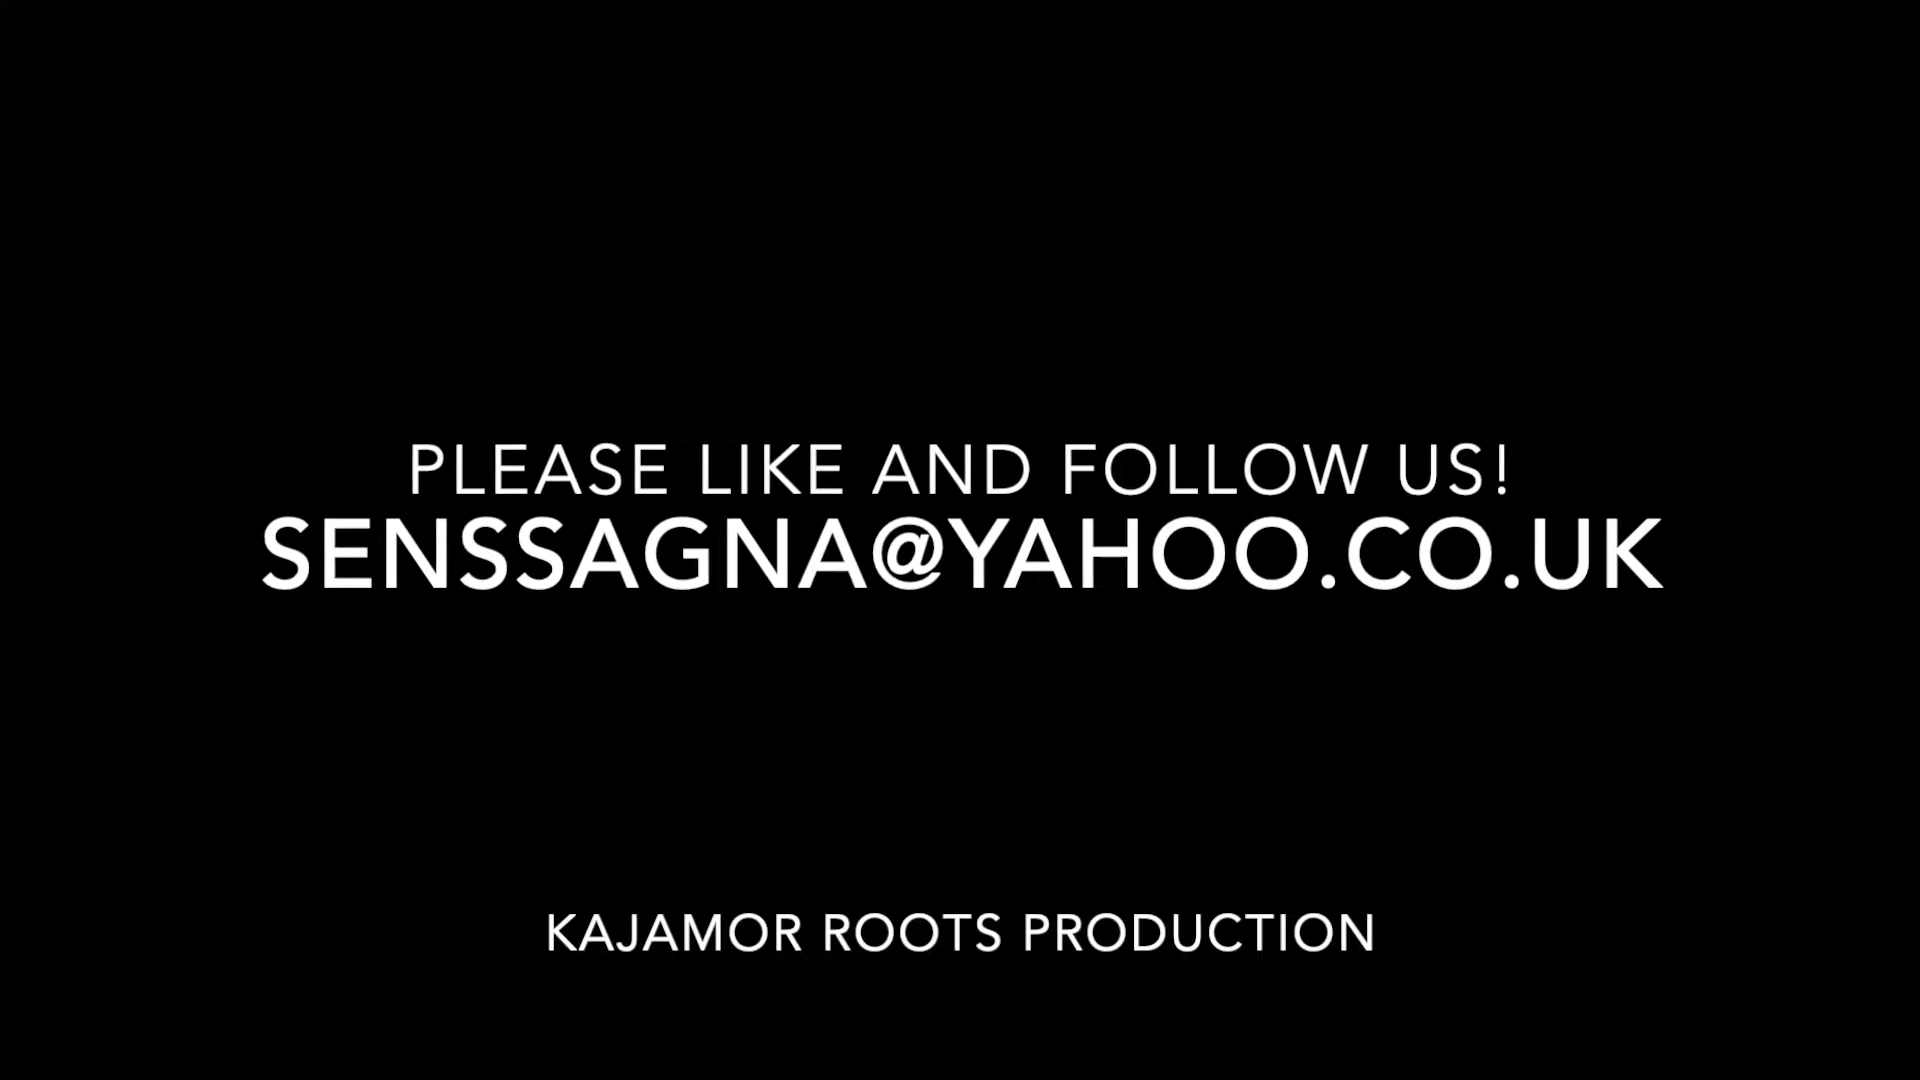 PLEASE LIKE AND FOLLOW US!
SENSSAGNA@YAHOO.CO.UK
KAJAMOR ROOTS PRODUCTION